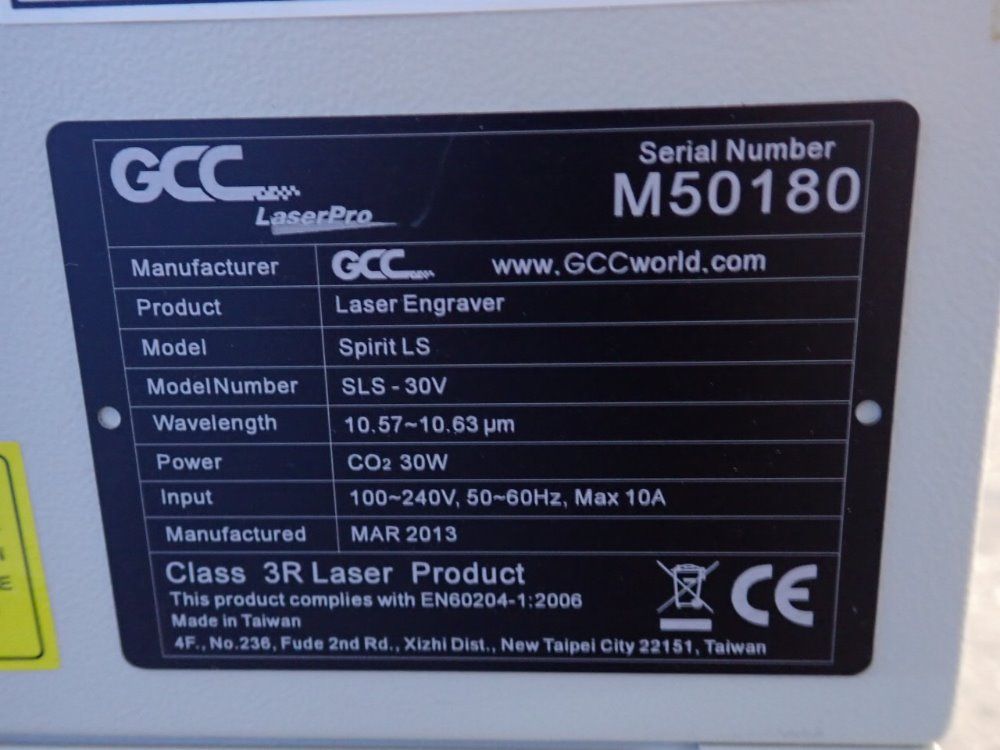 GCC
LaserPro
Serial Number
M50180
Manufacturer GCC www.GCCworld.com
Product Laser Engraver
Model Spirit LS
Model Number SLS - 30V
Wavelength 10.57~10.63 µm
Power CO₂ 30W
Input 100~240V, 50~60Hz, Max 10A
Manufactured MAR 2013
Class 3R Laser Product
This product complies with EN60204-1:2006
Made in Taiwan
4F., No.236, Fude 2nd Rd., Xizhi Dist., New Taipei City 22151, Taiwan
CE